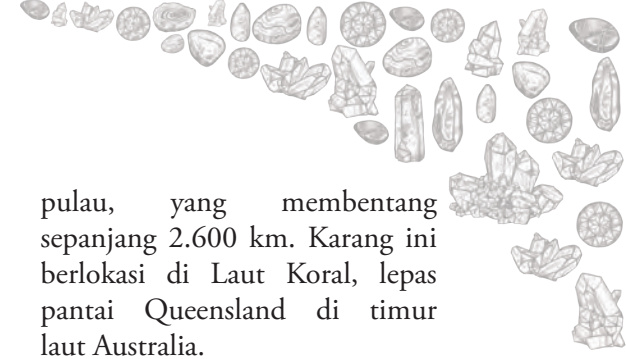 pulau, yang membentang
sepanjang 2.600 km. Karang ini
berlokasi di Laut Koral, lepas
pantai Queensland di timur
laut Australia.